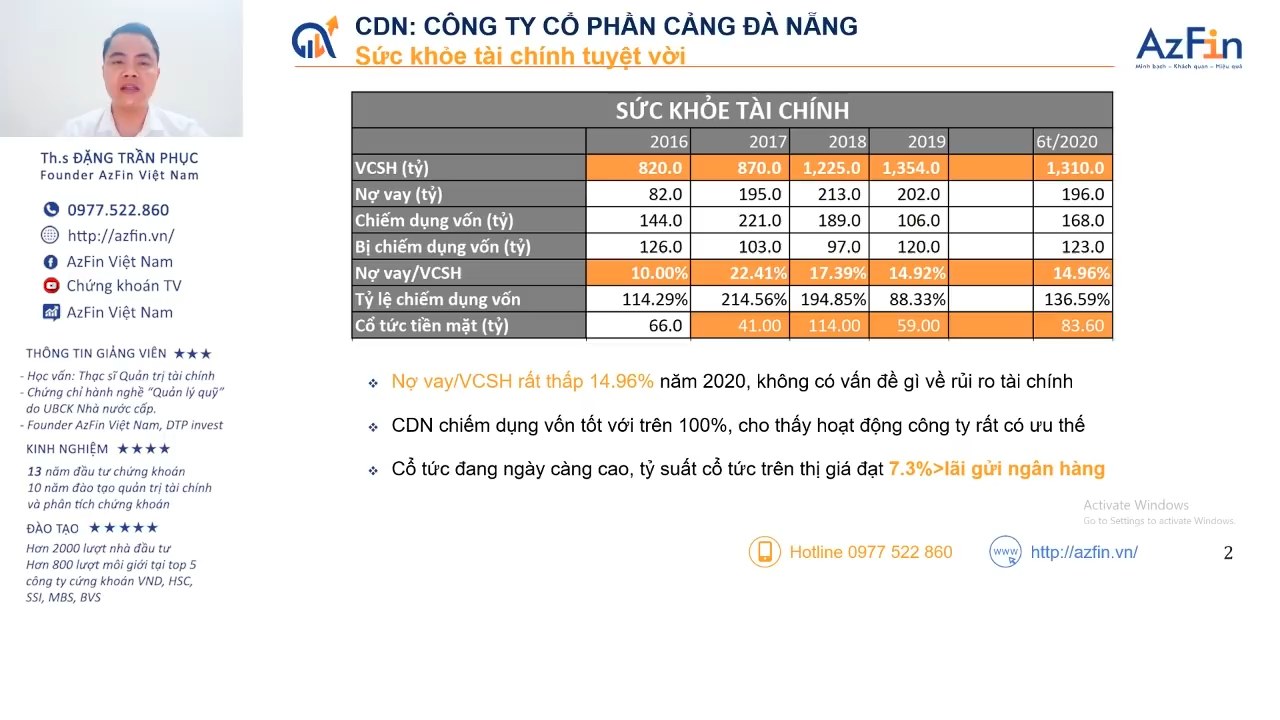 CDN: CÔNG TY CỔ PHẦN CẢNG ĐÀ NẴNG
Sức khỏe tài chính tuyệt vời
AzFin
Minh bạch – Khách quan – Hiệu quả
Th.s ĐẶNG TRẦN PHỤC
Founder AzFin Việt Nam
0977.522.860
http://azfin.vn/
AzFin Việt Nam
Chứng khoán TV
AzFin Việt Nam
THÔNG TIN GIẢNG VIÊN ★★★
- Học vấn: Thạc sĩ Quản trị tài chính
- Chứng chỉ hành nghề “Quản lý quỹ”
do UBCK Nhà nước cấp.
- Founder AzFin Việt Nam, DTP invest
KINH NGHIỆM ★★★★
13 năm đầu tư chứng khoán
10 năm đào tạo quản trị tài chính
và phân tích chứng khoán
ĐÀO TẠO ★★★★★
Hơn 2000 lượt nhà đầu tư
Hơn 800 lượt môi giới tại top 5
công ty cứng khoán VND, HSC,
SSI, MBS, BVS
SỨC KHỎE TÀI CHÍNH
2016 2017 2018 2019 6t/2020
VCSH (tỷ) 820.0 870.0 1,225.0 1,354.0 1,310.0
Nợ vay (tỷ) 82.0 195.0 213.0 202.0 196.0
Chiếm dụng vốn (tỷ) 144.0 221.0 189.0 106.0 168.0
Bị chiếm dụng vốn (tỷ) 126.0 103.0 97.0 120.0 123.0
Nợ vay/VCSH 10.00% 22.41% 17.39% 14.92% 14.96%
Tỷ lệ chiếm dụng vốn 114.29% 214.56% 194.85% 88.33% 136.59%
Cổ tức tiền mặt (tỷ) 66.0 41.00 114.00 59.00 83.60
❖ Nợ vay/VCSH rất thấp 14.96% năm 2020, không có vấn đề gì về rủi ro tài chính
❖ CDN chiếm dụng vốn tốt với trên 100%, cho thấy hoạt động công ty rất có ưu thế
❖ Cổ tức đang ngày càng cao, tỷ suất cổ tức trên thị giá đạt 7.3%>lãi gửi ngân hàng
Activate Windows
Go to Settings to activate Windows.
Hotline 0977 522 860
www
http://azfin.vn/
2